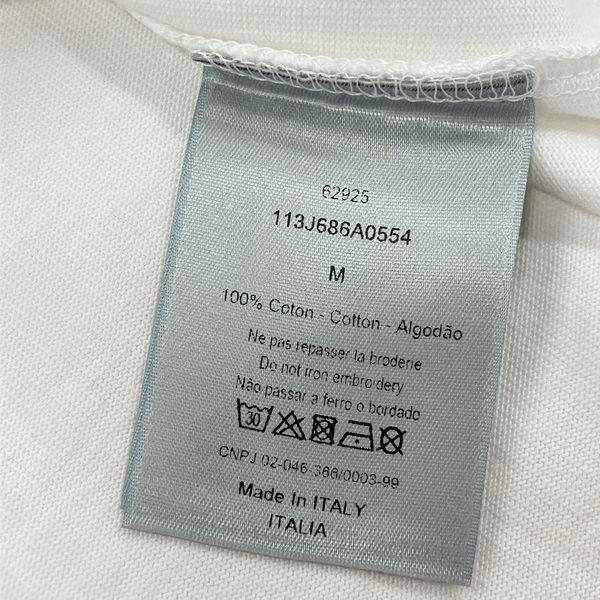 62925
113J686A0554
M
100% Coton - Cotton - Algodão
Ne pas repasser la broderie
Do not iron embroidery
Não passar a ferro o bordado
30
CNPJ 02-046-366/0003-99
Made In ITALY
ITALIA